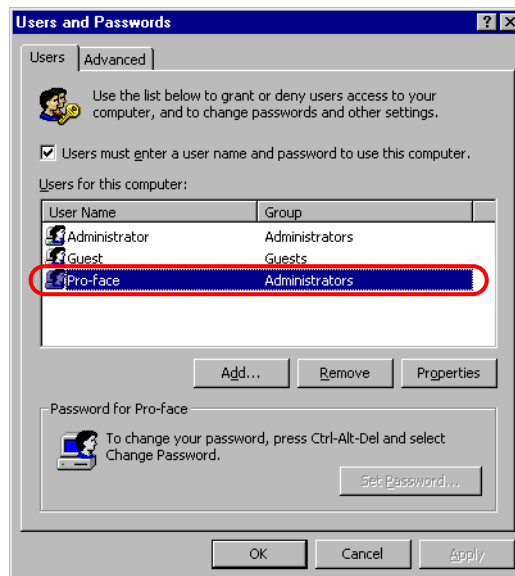 Users and Passwords
Users Advanced
Use the list below to grant or deny users access to your
computer, and to change passwords and other settings.
Users must enter a user name and password to use this computer.
Users for this computer:
User Name Group
Administrator Administrators
Guest Guests
Pro-face Administrators
Add... Remove Properties
Password for Pro-face
To change your password, press Ctrl-Alt-Del and select
Change Password.
Set Password...
OK Cancel Apply